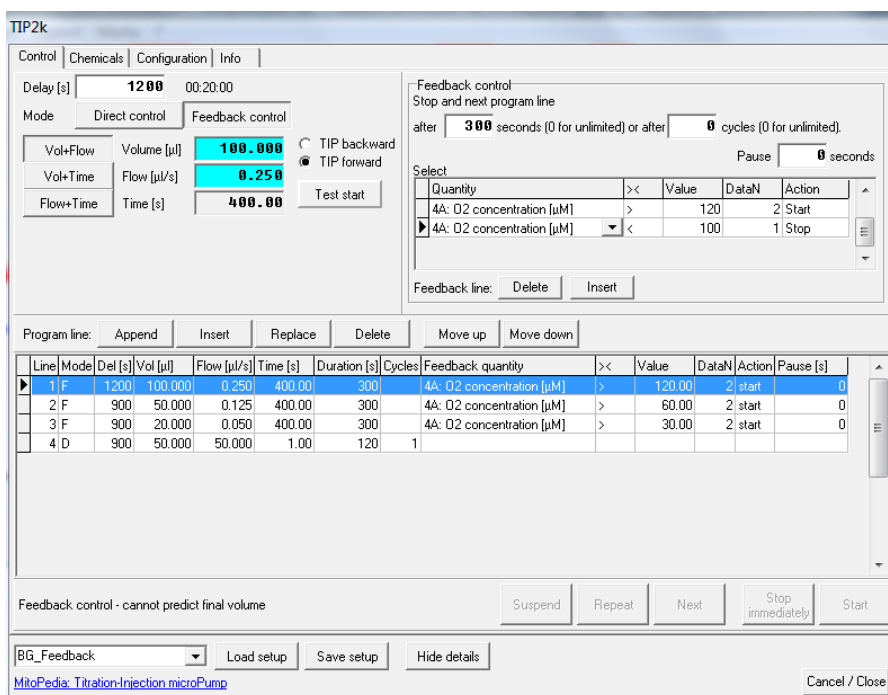 TIP2k
Control Chemicals Configuration Info
Delay [s] 1200 00:20:00
Mode Direct control Feedback control
Vol+Flow Volume [µl] 100.000
Vol+Time Flow [µl/s] 0.250
Flow+Time Time [s] 400.00
TIP backward
TIP forward
Test start
Feedback control
Stop and next program line
after 300 seconds (0 for unlimited) or after 0 cycles (0 for unlimited).
Pause 0 seconds
Select
Quantity >< Value DataN Action
4A: O2 concentration [µM] > 120 2 Start
4A: O2 concentration [µM] < 100 1 Stop
Feedback line: Delete Insert
Program line: Append Insert Replace Delete Move up Move down
Line Mode Del [s] Vol [µl] Flow [µl/s] Time [s] Duration [s] Cycles Feedback quantity >< Value DataN Action Pause [s]
1 F 1200 100.000 0.250 400.00 300 4A: O2 concentration [µM] > 120.00 2 start 0
2 F 900 50.000 0.125 400.00 300 4A: O2 concentration [µM] > 60.00 2 start 0
3 F 900 20.000 0.050 400.00 300 4A: O2 concentration [µM] > 30.00 2 start 0
4 D 900 50.000 50.000 1.00 120 1
Feedback control - cannot predict final volume
Suspend Repeat Next Stop immediately Start
BG_Feedback Load setup Save setup Hide details
MitoPedia: Titration-Injection microPump
Cancel / Close